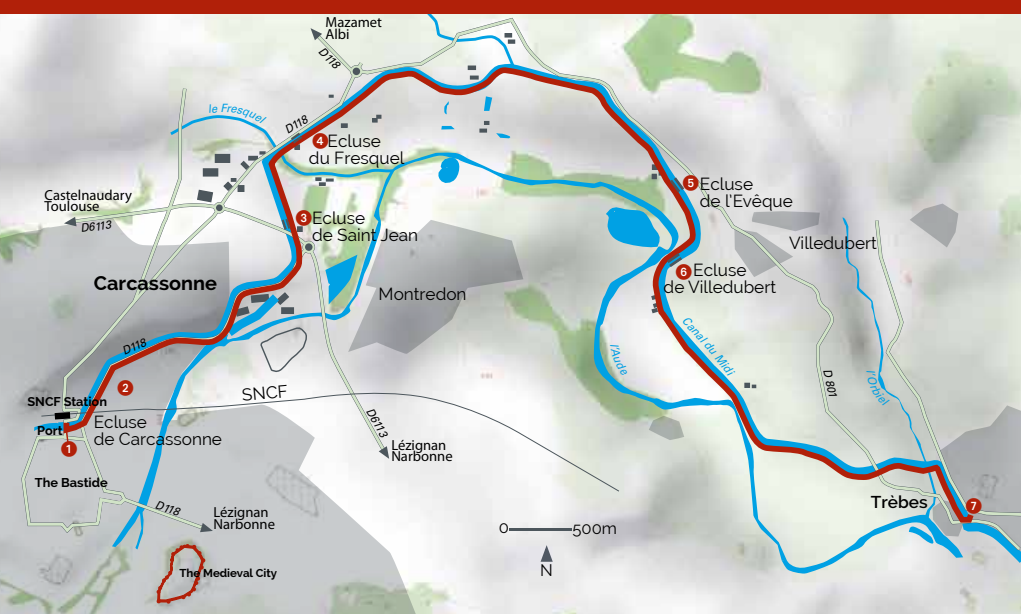 Mazamet
Albi
D118
le Fresquel
D118
4 Ecluse
du Fresquel
Castelnaudary
Toulouse
D6113
3 Ecluse
de Saint Jean
5 Ecluse
de l'Evêque
Villedubert
6 Ecluse
de Villedubert
Carcassonne
Montredon
Canal du Midi
l'Aude
D 801
l'Orbiel
D118
2
SNCF Station
SNCF
Port
Ecluse
de Carcassonne
1
D6113
Lézignan
Narbonne
The Bastide
D118
Lézignan
Narbonne
Trèbes
7
0 500m
N
The Medieval City